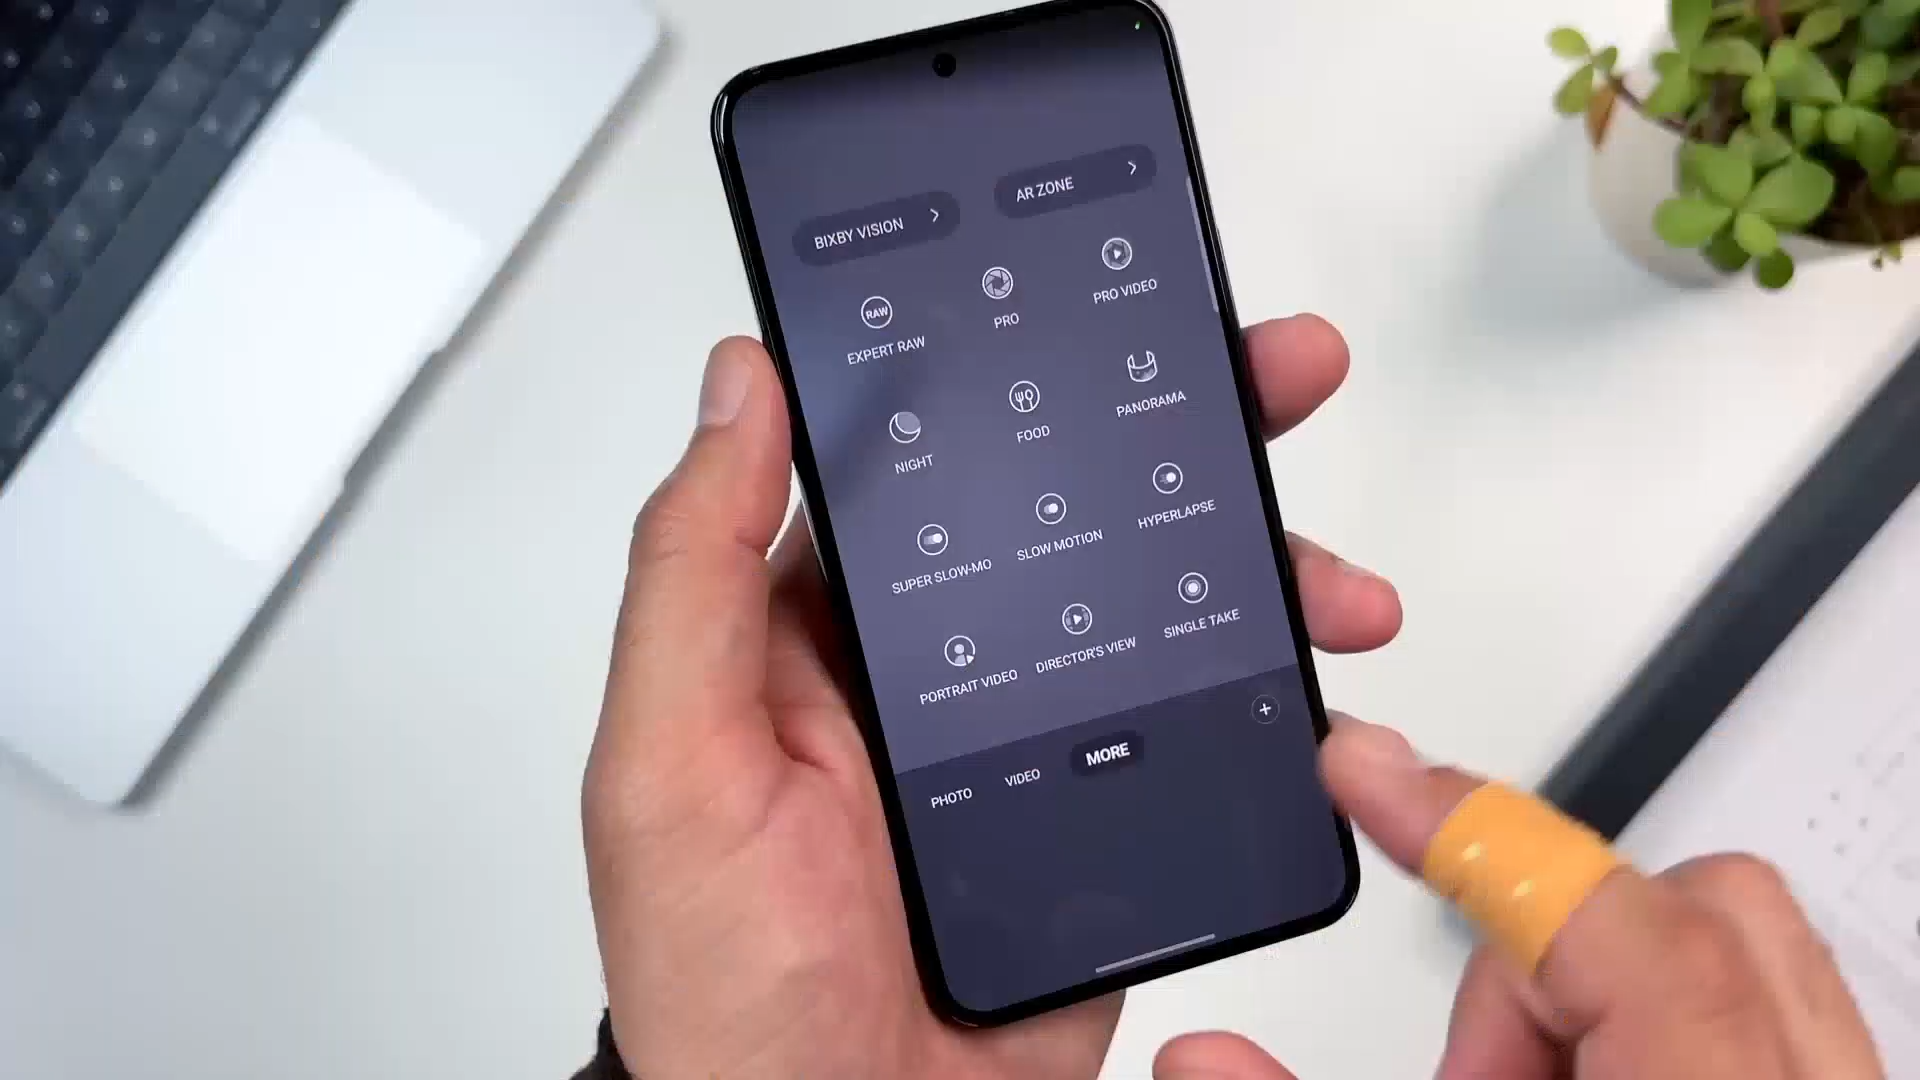 BIXBY VISION
AR ZONE
RAW
EXPERT RAW
PRO
PRO VIDEO
NIGHT
FOOD
PANORAMA
SUPER SLOW-MO
SLOW MOTION
HYPERLAPSE
PORTRAIT VIDEO
DIRECTOR'S VIEW
SINGLE TAKE
PHOTO
VIDEO
MORE